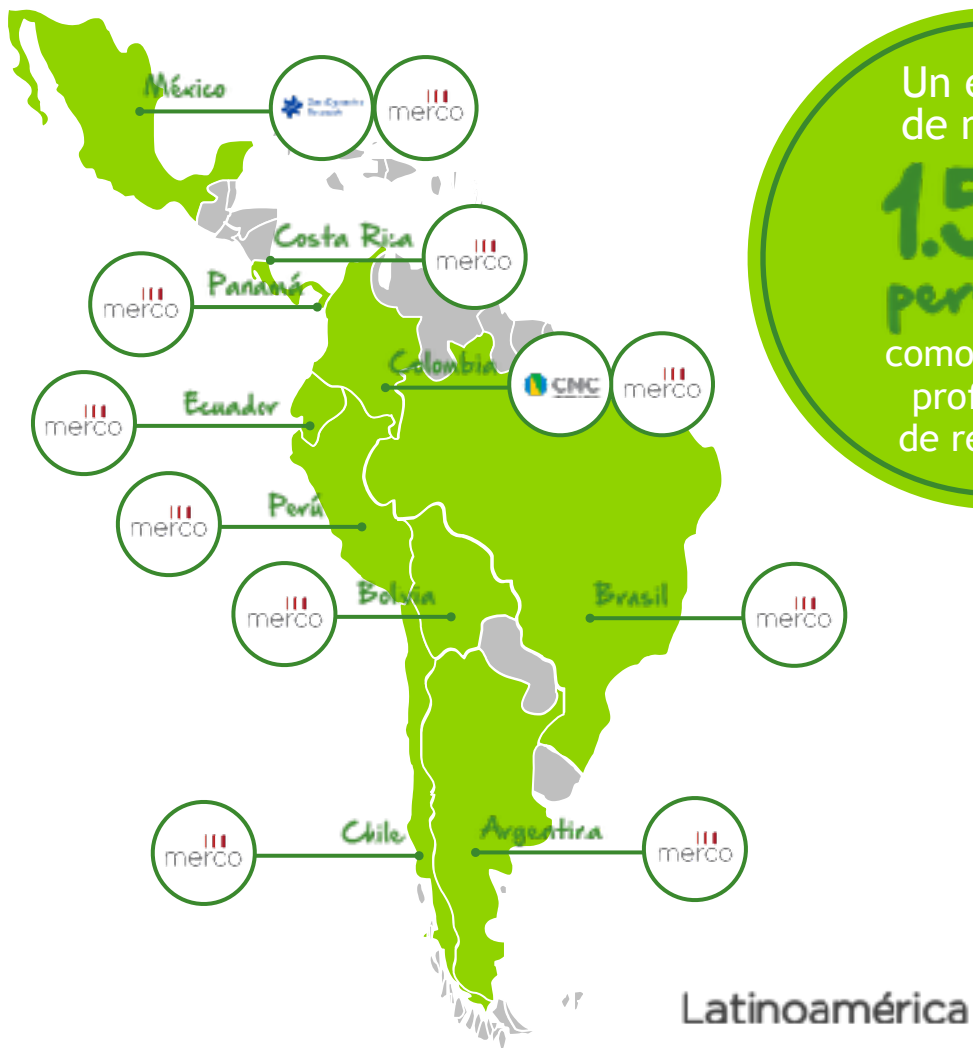 México
merco
Un e
de m
1.5
per
Costa Rica
merco
Panamá
merco
Colombia
CNC
merco
como
prof
de re
Ecuador
merco
Perú
merco
Bolvia
merco
Brasil
merco
Chile
merco
Argentina
merco
Latinoamérica